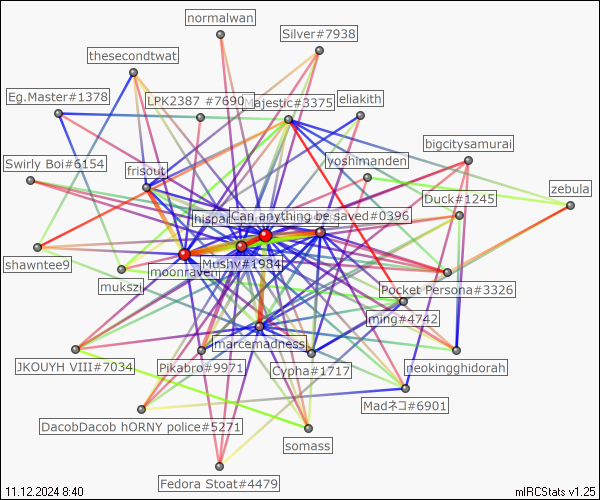 normalwan
Silver#7938
thesecondtwat
Eg.Master#1378
LPK2387 #7690
Majestic#3375
eliakith
bigcitysamurai
Swirly Boi#6154
frisout
yoshimanden
Duck#1245
zebula
Can anything be saved#0396
shawntee9
mukszi
moonraven
Mushy#1984
Pocket Persona#3326
ming#4742
JKOUYH VIII#7034
Pikabro#9971
marcemadness
Cypha#1717
neokingghidorah
Madネコ#6901
DacobDacob hORNY police#5271
somass
Fedora Stoat#4479
11.12.2024 8:40
mIRCStats v1.25